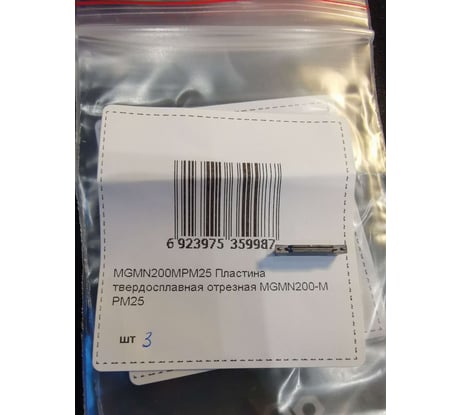 6 923975 359987
MGMN200MPM25 Пластина
твердосплавная отрезная MGMN200-M
PM25
шт 3